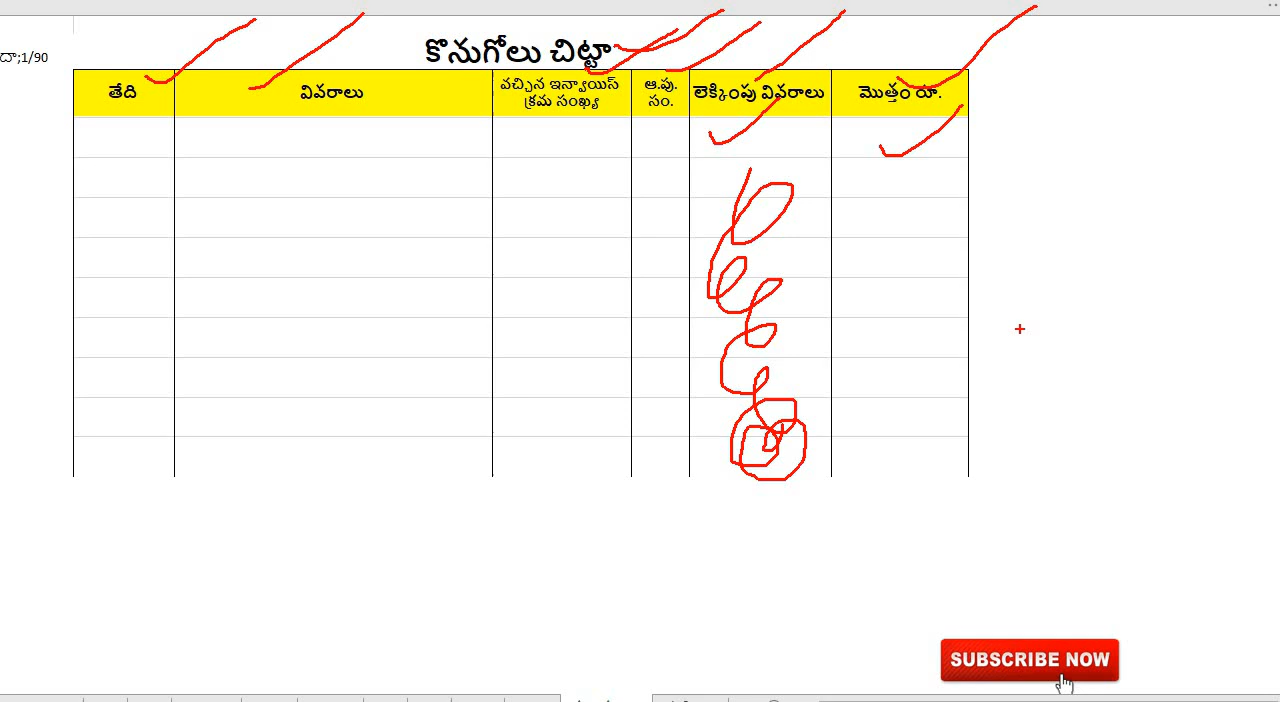 కొనుగోలు చిట్టా
దా;1/90
తేది వివరాలు వచ్చిన ఇన్వాయిస్ క్రమ సంఖ్య ఆ.పు. సం. లెక్కింపు వివరాలు మొత్తం రూ.
SUBSCRIBE NOW